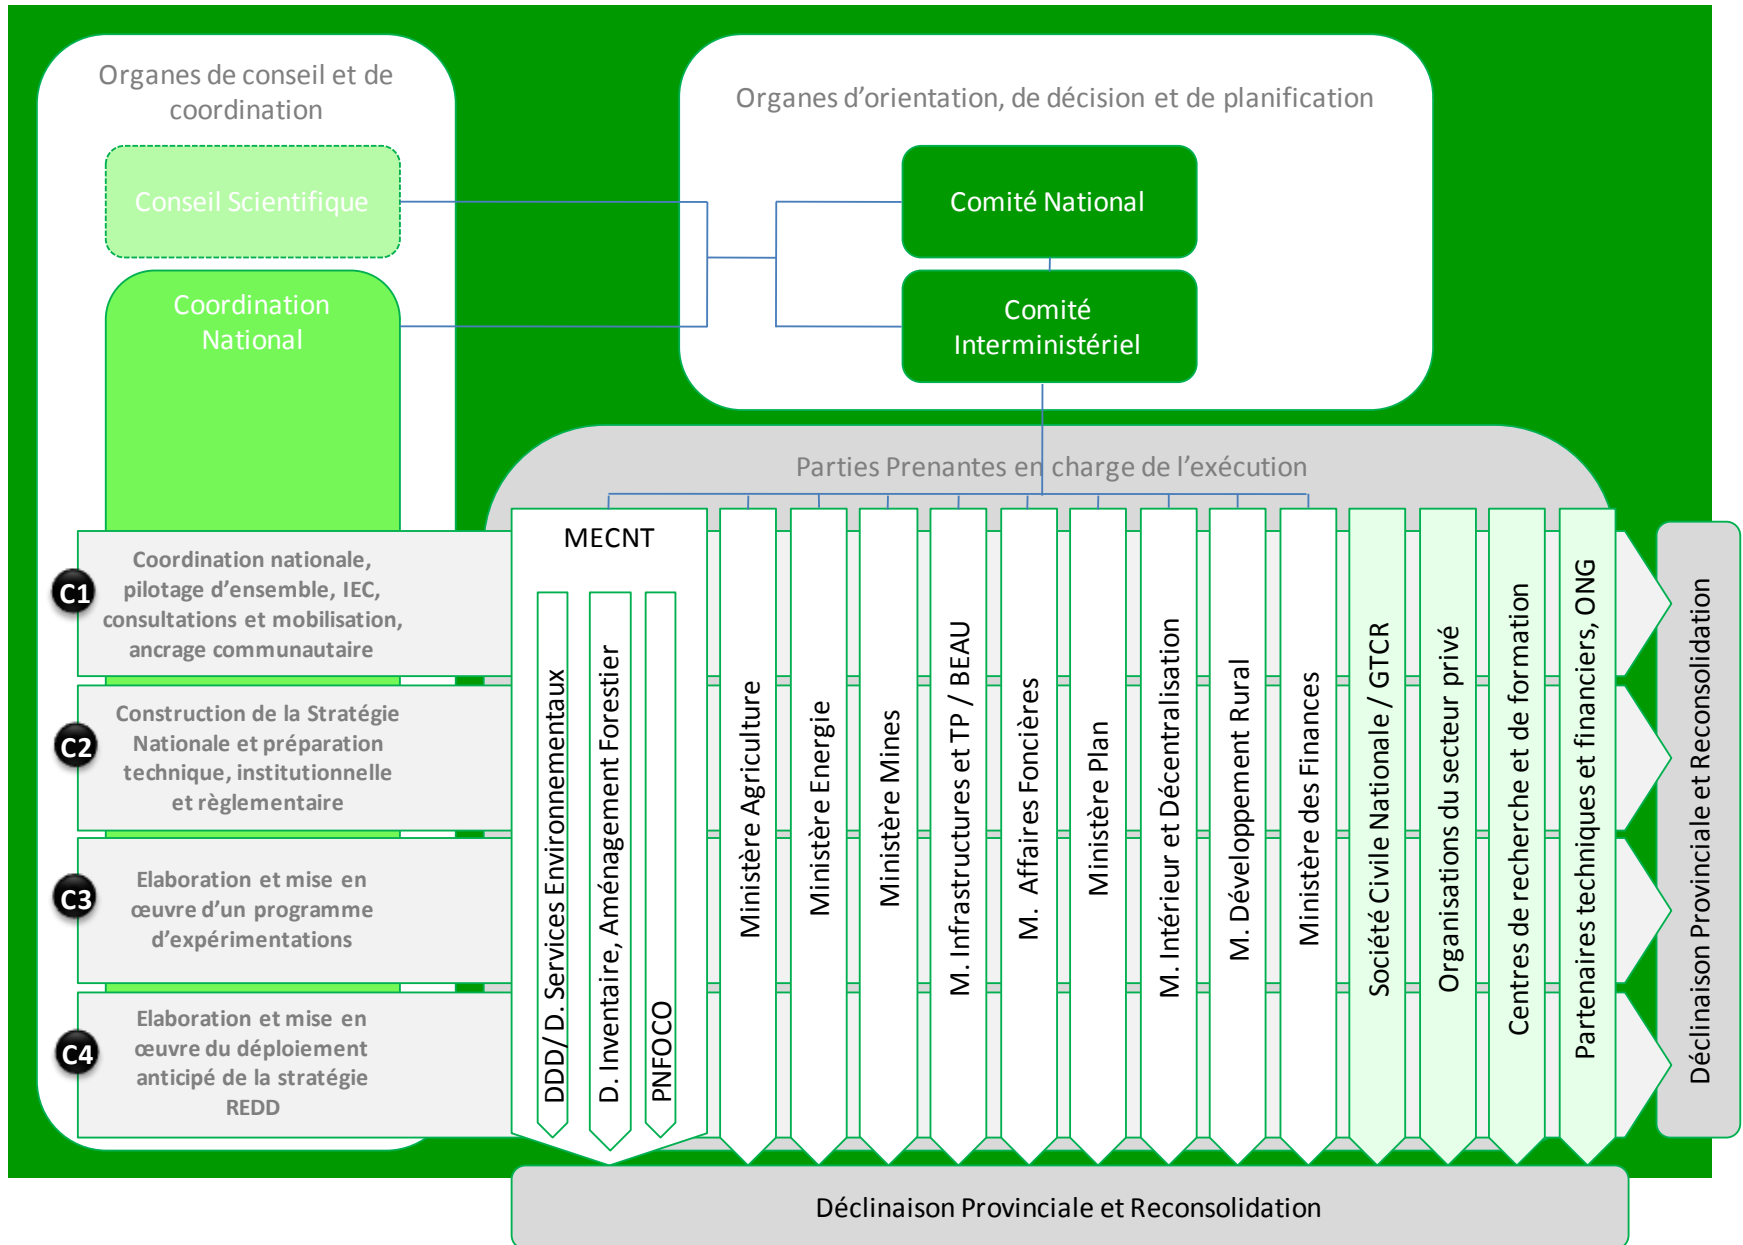 Organes de conseil et de
coordination
Organes d’orientation, de décision et de planification
Conseil Scientifique
Comité National
Coordination
National
Comité
Interministériel
Parties Prenantes en charge de l’exécution
MECNT
C1
Coordination nationale,
pilotage d’ensemble, IEC,
consultations et mobilisation,
ancrage communautaire
C2
Construction de la Stratégie
Nationale et préparation
technique, institutionnelle
et règlementaire
C3
Elaboration et mise en
œuvre d’un programme
d’expérimentations
C4
Elaboration et mise en
œuvre du déploiement
anticipé de la stratégie
REDD
DDD/ D. Services Environnementaux
D. Inventaire, Aménagement Forestier
PNFOCO
Ministère Agriculture
Ministère Energie
Ministère Mines
M. Infrastructures et TP / BEAU
M. Affaires Foncières
Ministère Plan
M. Intérieur et Décentralisation
M. Développement Rural
Ministère des Finances
Société Civile Nationale / GTCR
Organisations du secteur privé
Centres de recherche et de formation
Partenaires techniques et financiers, ONG
Déclinaison Provinciale et Reconsolidation
Déclinaison Provinciale et Reconsolidation